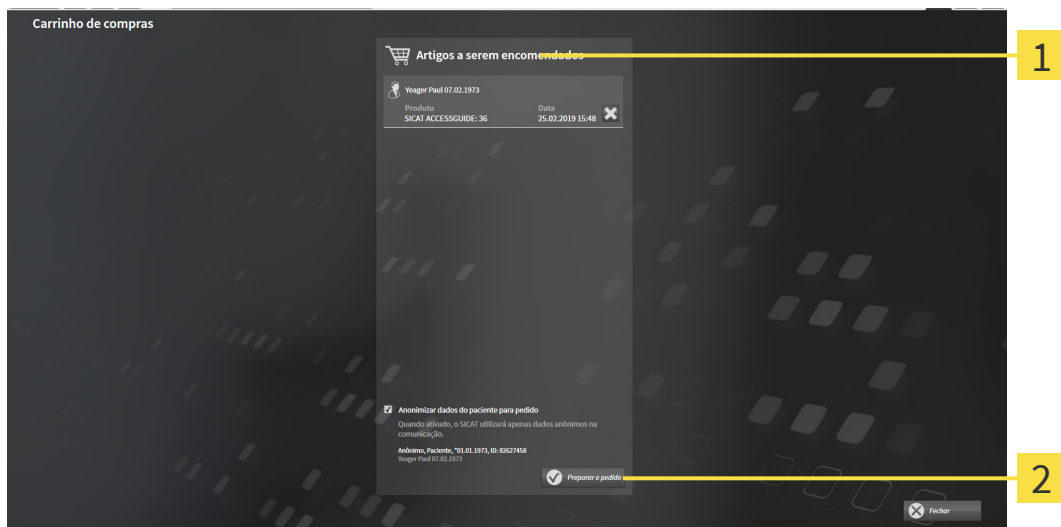 Carrinho de compras
Artigos a serem encomendados
1
Yeager Paul 07.02.1973
Produto Data
SICAT ACCESSGUIDE: 36 25.02.2019 15:48
Anonimizar dados do paciente para pedido
Quando ativado, o SICAT utilizará apenas dados anônimos na
comunicação.
Anônimo, Paciente, *01.01.1973, ID: 82627458
Yeager Paul 07.02.1973
Preparar o pedido
2
Fechar